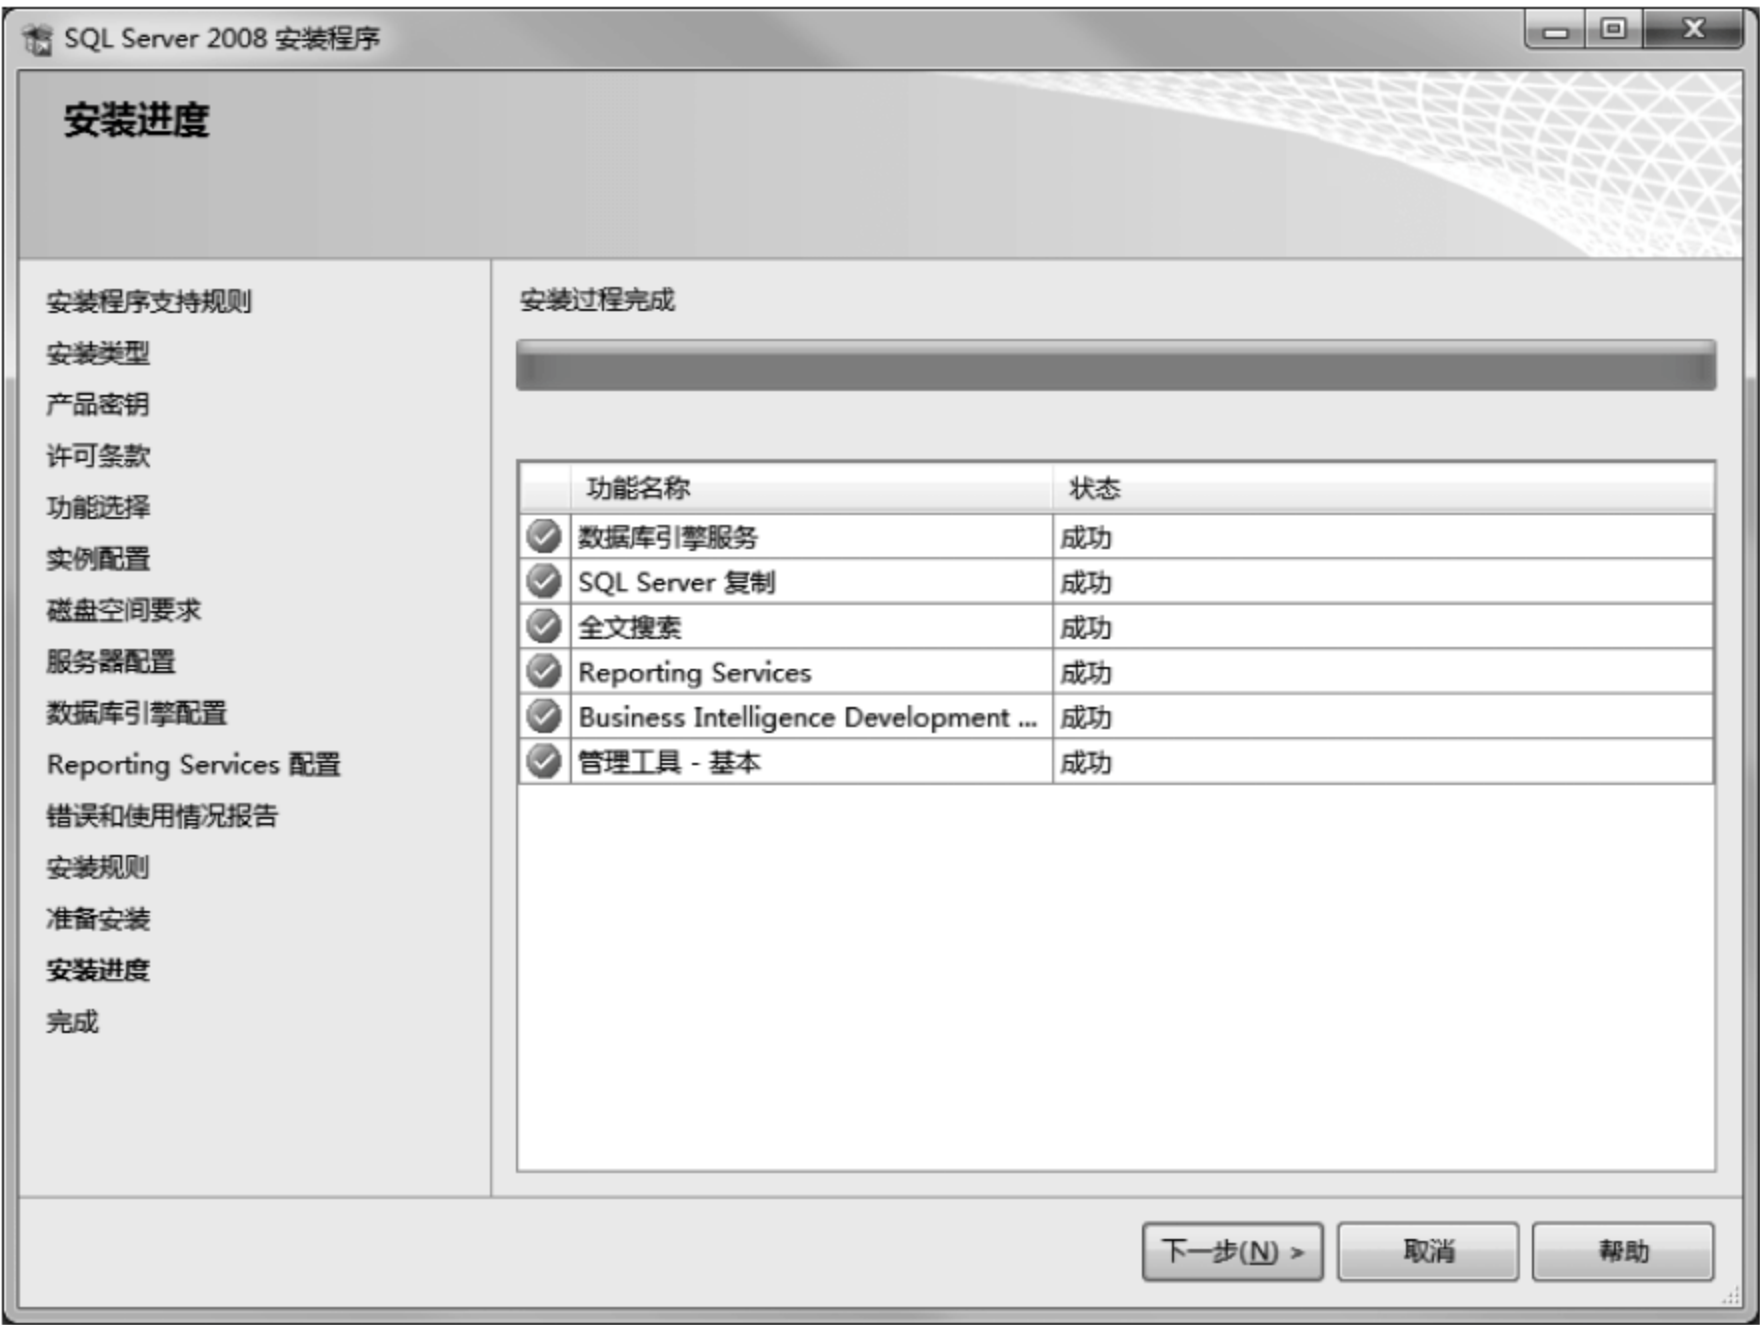 SQL Server 2008 安装程序
安装进度
安装程序支持规则
安装类型
产品密钥
许可条款
功能选择
实例配置
磁盘空间要求
服务器配置
数据库引擎配置
Reporting Services 配置
错误和使用情况报告
安装规则
准备安装
安装进度
完成
安装过程完成
功能名称 状态
数据库引擎服务 成功
SQL Server 复制 成功
全文搜索 成功
Reporting Services 成功
Business Intelligence Development ... 成功
管理工具 - 基本 成功
下一步(N) > 取消 帮助